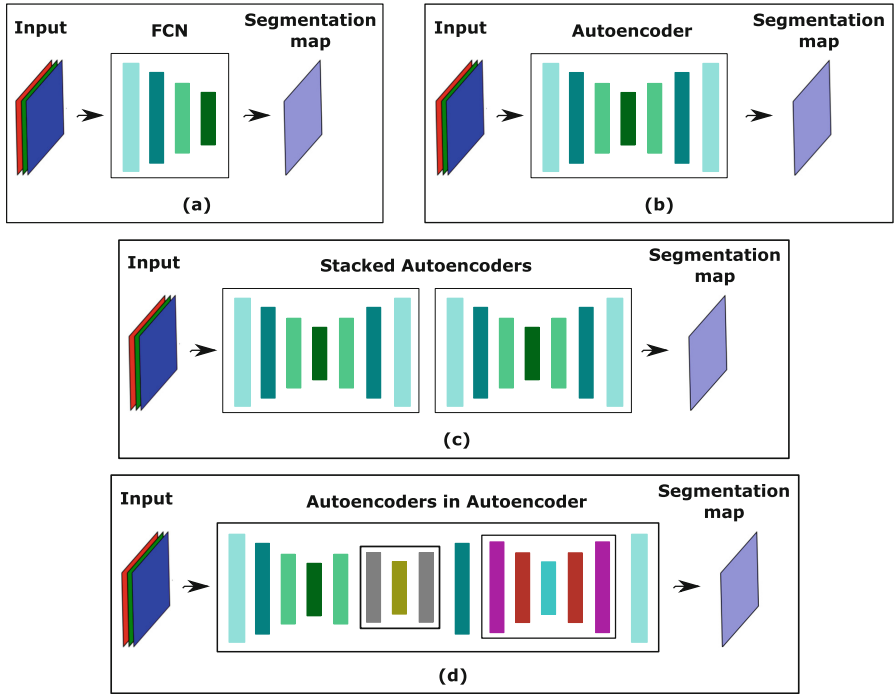 Input
FCN
Segmentation
map
(a)
Input
Autoencoder
Segmentation
map
(b)
Input
Stacked Autoencoders
Segmentation
map
(c)
Input
Autoencoders in Autoencoder
Segmentation
map
(d)